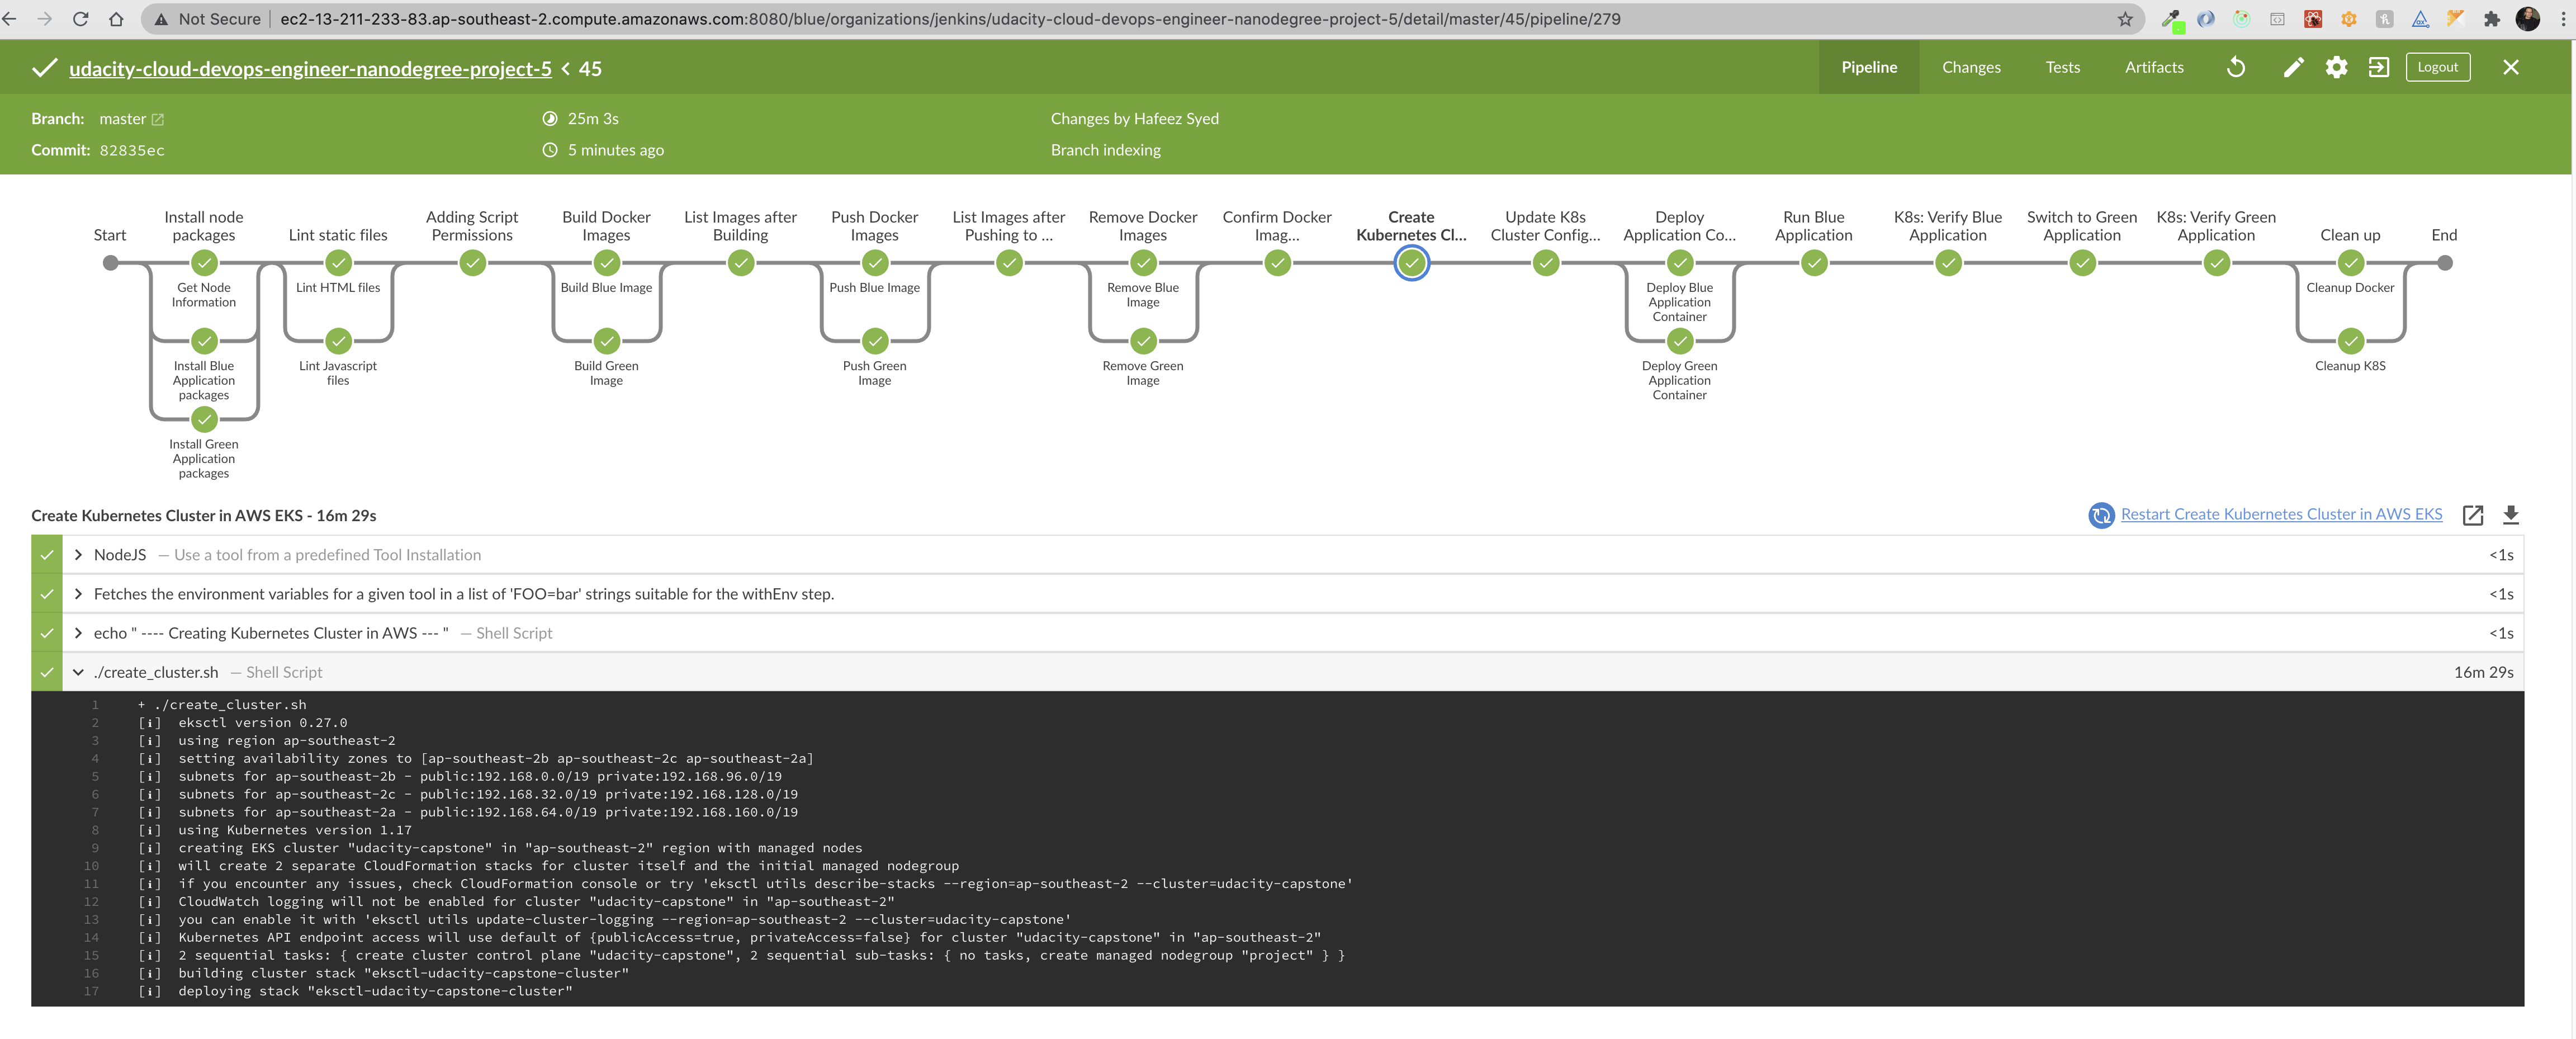 Not Secure | ec2-13-211-233-83.ap-southeast-2.compute.amazonaws.com:8080/blue/organizations/jenkins/udacity-cloud-devops-engineer-nanodegree-project-5/detail/master/45/pipeline/279
udacity-cloud-devops-engineer-nanodegree-project-5 < 45
Pipeline
Changes
Tests
Artifacts
Logout
Branch: master
25m 3s
Changes by Hafeez Syed
Commit: 82835ec
5 minutes ago
Branch indexing
Start
Install node
packages
Get Node
Information
Install Blue
Application
packages
Install Green
Application
packages
Lint static files
Lint HTML files
Lint Javascript
files
Adding Script
Permissions
Build Docker
Images
Build Blue Image
Build Green
Image
List Images after
Building
Push Docker
Images
Push Blue Image
Push Green
Image
List Images after
Pushing to ...
Remove Docker
Images
Remove Blue
Image
Remove Green
Image
Confirm Docker
Imag...
Create
Kubernetes Cl...
Update K8s
Cluster Config...
Deploy
Application Co...
Deploy Blue
Application
Container
Deploy Green
Application
Container
Run Blue
Application
K8s: Verify Blue
Application
Switch to Green
Application
K8s: Verify Green
Application
Clean up
Cleanup Docker
Cleanup K8S
End
Create Kubernetes Cluster in AWS EKS - 16m 29s
Restart Create Kubernetes Cluster in AWS EKS
NodeJS — Use a tool from a predefined Tool Installation <1s
Fetches the environment variables for a given tool in a list of 'FOO=bar' strings suitable for the withEnv step. <1s
echo " ---- Creating Kubernetes Cluster in AWS --- " — Shell Script <1s
./create_cluster.sh — Shell Script 16m 29s
1 + ./create_cluster.sh
2 [ℹ] eksctl version 0.27.0
3 [ℹ] using region ap-southeast-2
4 [ℹ] setting availability zones to [ap-southeast-2b ap-southeast-2c ap-southeast-2a]
5 [ℹ] subnets for ap-southeast-2b - public:192.168.0.0/19 private:192.168.96.0/19
6 [ℹ] subnets for ap-southeast-2c - public:192.168.32.0/19 private:192.168.128.0/19
7 [ℹ] subnets for ap-southeast-2a - public:192.168.64.0/19 private:192.168.160.0/19
8 [ℹ] using Kubernetes version 1.17
9 [ℹ] creating EKS cluster "udacity-capstone" in "ap-southeast-2" region with managed nodes
10 [ℹ] will create 2 separate CloudFormation stacks for cluster itself and the initial managed nodegroup
11 [ℹ] if you encounter any issues, check CloudFormation console or try 'eksctl utils describe-stacks --region=ap-southeast-2 --cluster=udacity-capstone'
12 [ℹ] CloudWatch logging will not be enabled for cluster "udacity-capstone" in "ap-southeast-2"
13 [ℹ] you can enable it with 'eksctl utils update-cluster-logging --region=ap-southeast-2 --cluster=udacity-capstone'
14 [ℹ] Kubernetes API endpoint access will use default of {publicAccess=true, privateAccess=false} for cluster "udacity-capstone" in "ap-southeast-2"
15 [ℹ] 2 sequential tasks: { create cluster control plane "udacity-capstone", 2 sequential sub-tasks: { no tasks, create managed nodegroup "project" } }
16 [ℹ] building cluster stack "eksctl-udacity-capstone-cluster"
17 [ℹ] deploying stack "eksctl-udacity-capstone-cluster"